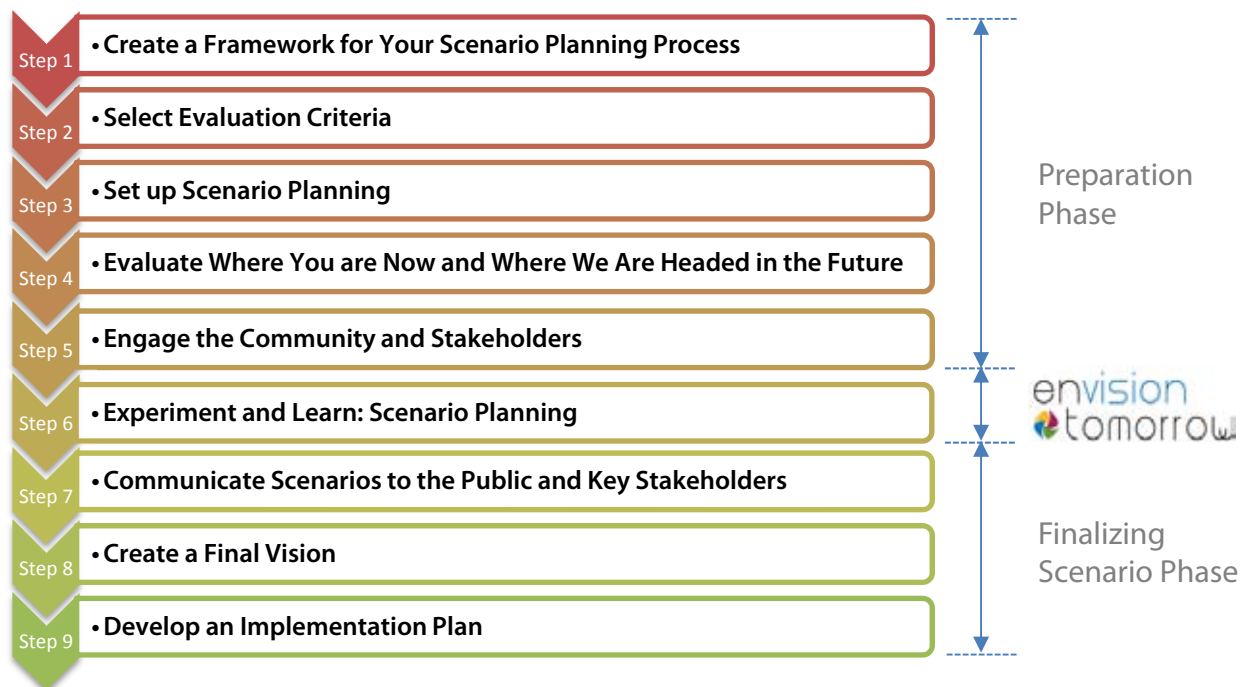 Step 1
• Create a Framework for Your Scenario Planning Process
Step 2
• Select Evaluation Criteria
Step 3
• Set up Scenario Planning
Step 4
• Evaluate Where You are Now and Where We Are Headed in the Future
Step 5
• Engage the Community and Stakeholders
Step 6
• Experiment and Learn: Scenario Planning
Step 7
• Communicate Scenarios to the Public and Key Stakeholders
Step 8
• Create a Final Vision
Step 9
• Develop an Implementation Plan
Preparation
Phase
envision
tomorrow
Finalizing
Scenario Phase